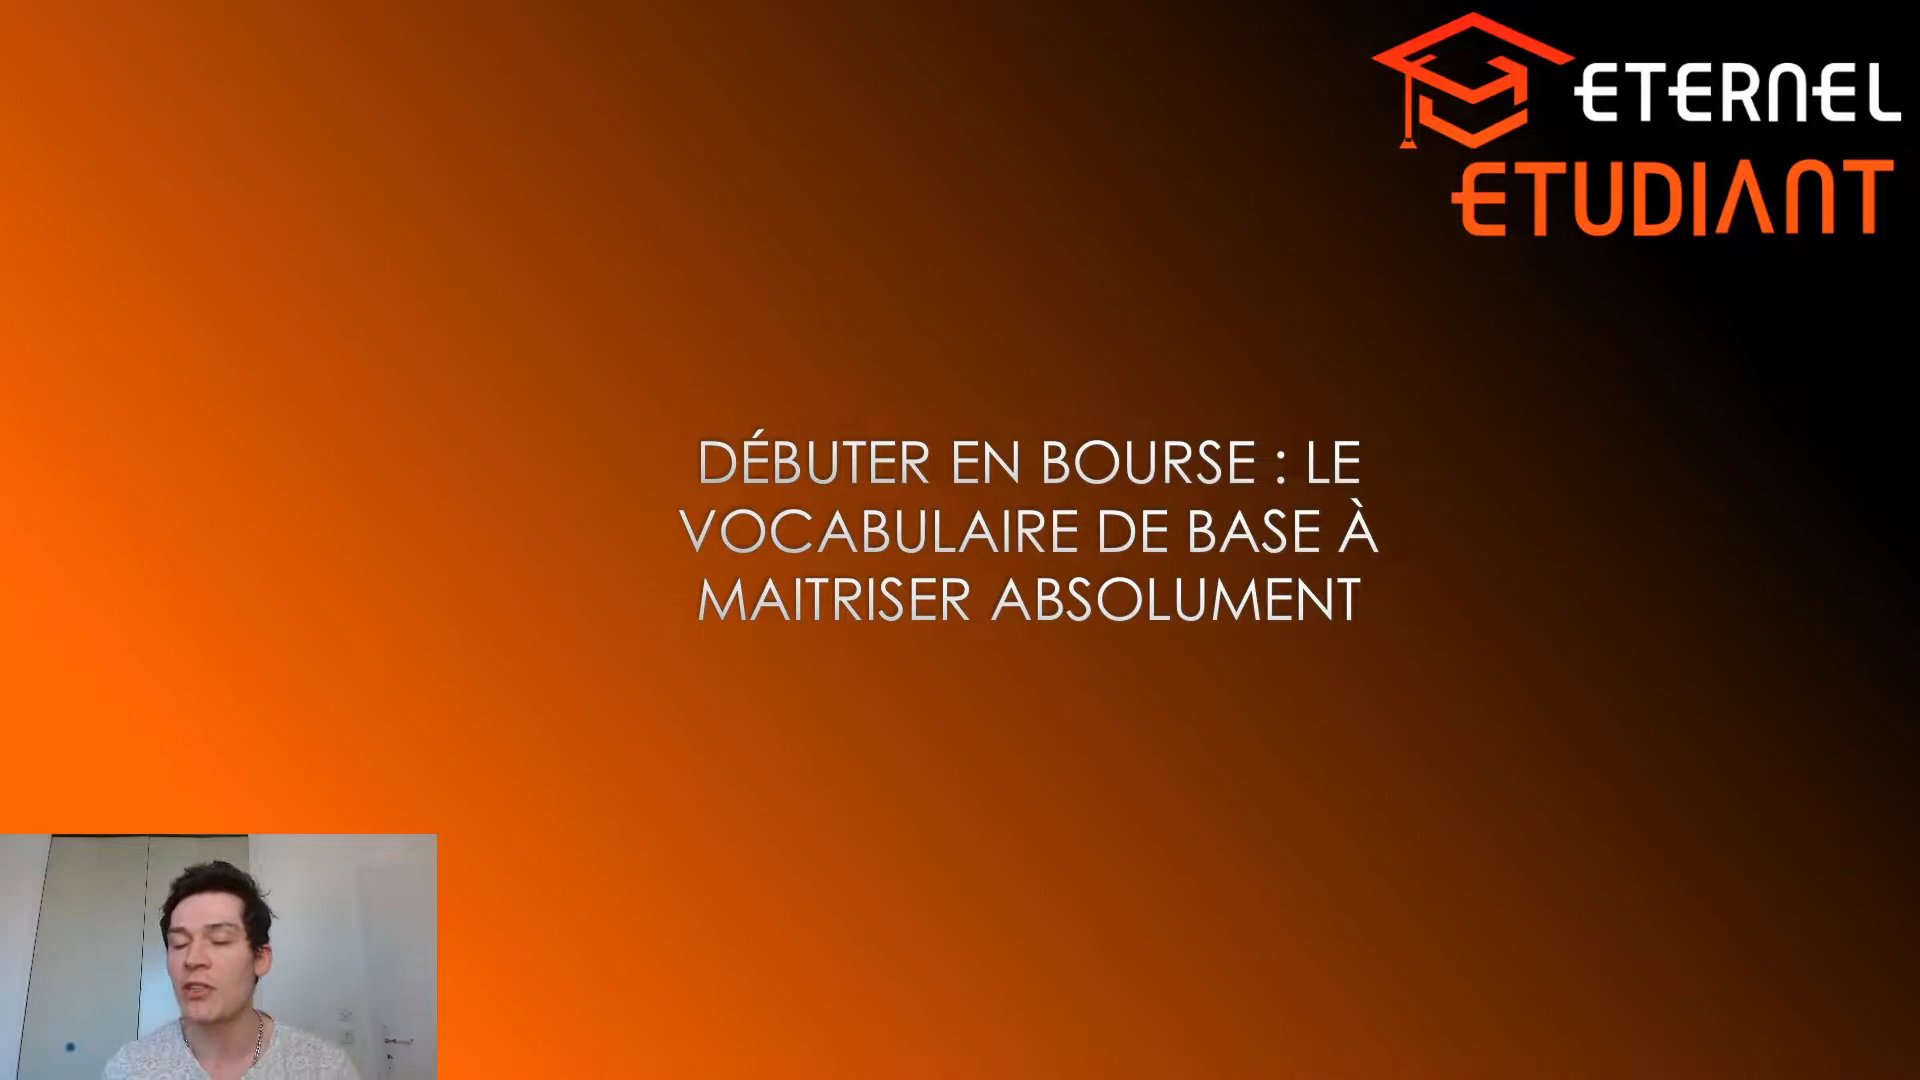 ETERNEL
ETUDIANT
DÉBUTER EN BOURSE : LE
VOCABULAIRE DE BASE À
MAITRISER ABSOLUMENT